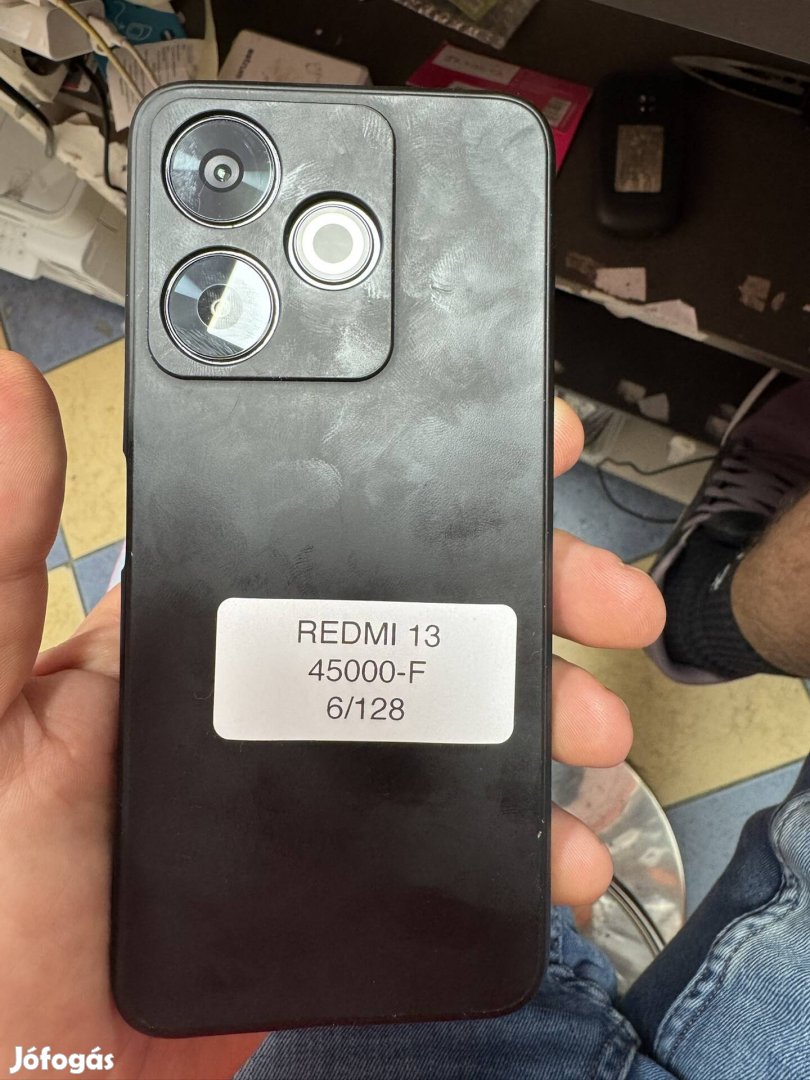 REDMI 13
45000-F
6/128
Jófogás